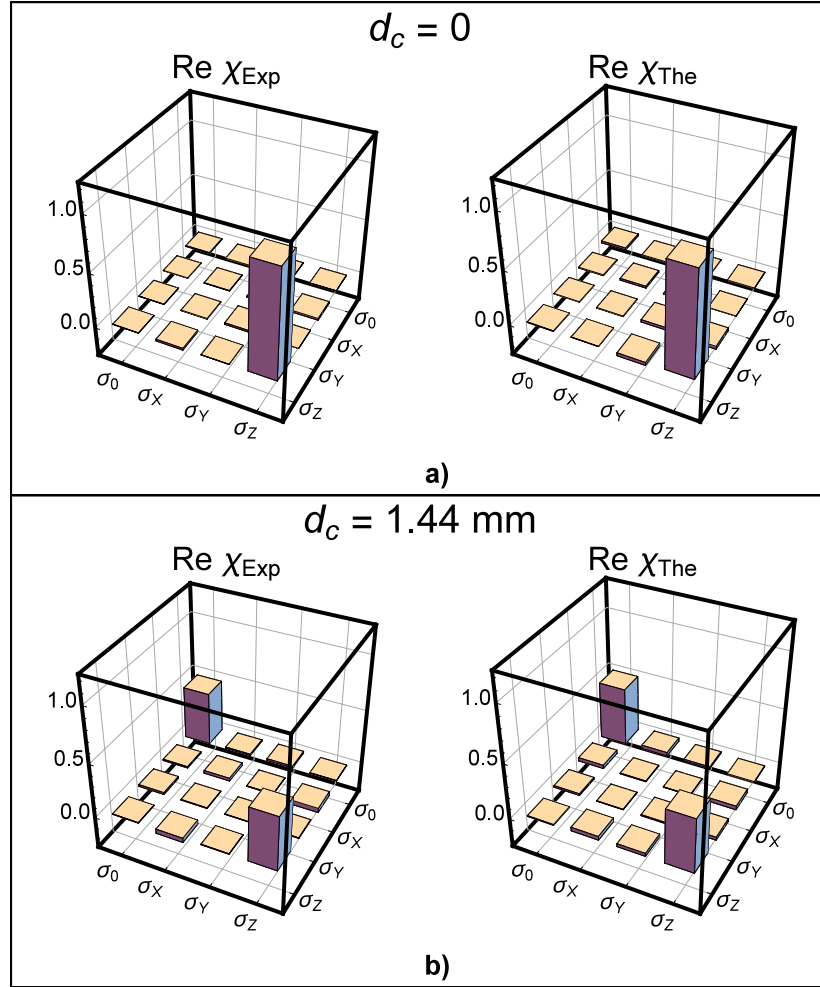 d_c = 0
Re χ_Exp
Re χ_The
1.0
0.5
0.0
σ_0
σ_X
σ_Y
σ_Z
σ_0
σ_X
σ_Y
σ_Z
1.0
0.5
0.0
σ_0
σ_X
σ_Y
σ_Z
σ_0
σ_X
σ_Y
σ_Z
a)
d_c = 1.44 mm
Re χ_Exp
Re χ_The
1.0
0.5
0.0
σ_0
σ_X
σ_Y
σ_Z
σ_0
σ_X
σ_Y
σ_Z
1.0
0.5
0.0
σ_0
σ_X
σ_Y
σ_Z
σ_0
σ_X
σ_Y
σ_Z
b)